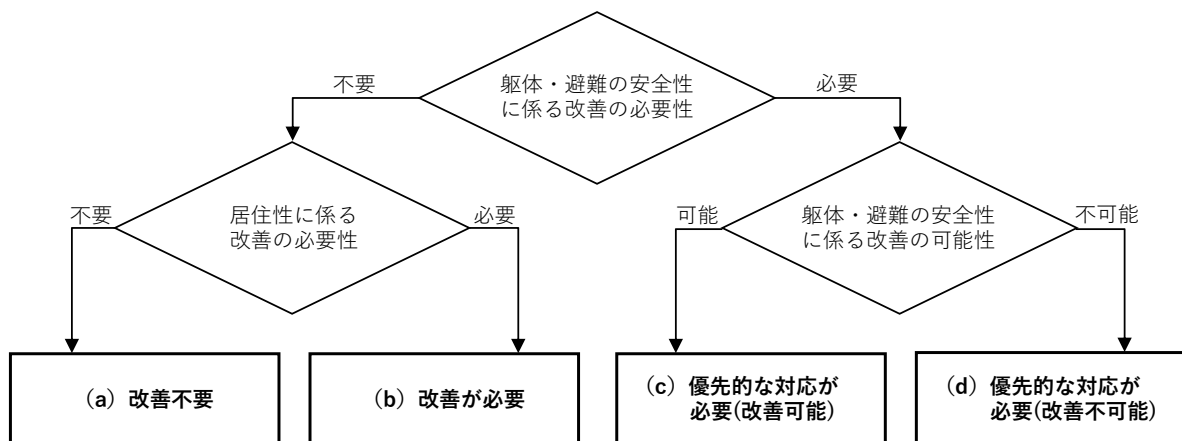 躯体・避難の安全性
に係る改善の必要性
不要
必要
居住性に係る
改善の必要性
不要
必要
躯体・避難の安全性
に係る改善の可能性
可能
不可能
（a）改善不要
（b）改善が必要
（c）優先的な対応が
必要(改善可能)
（d）優先的な対応が
必要(改善不可能)